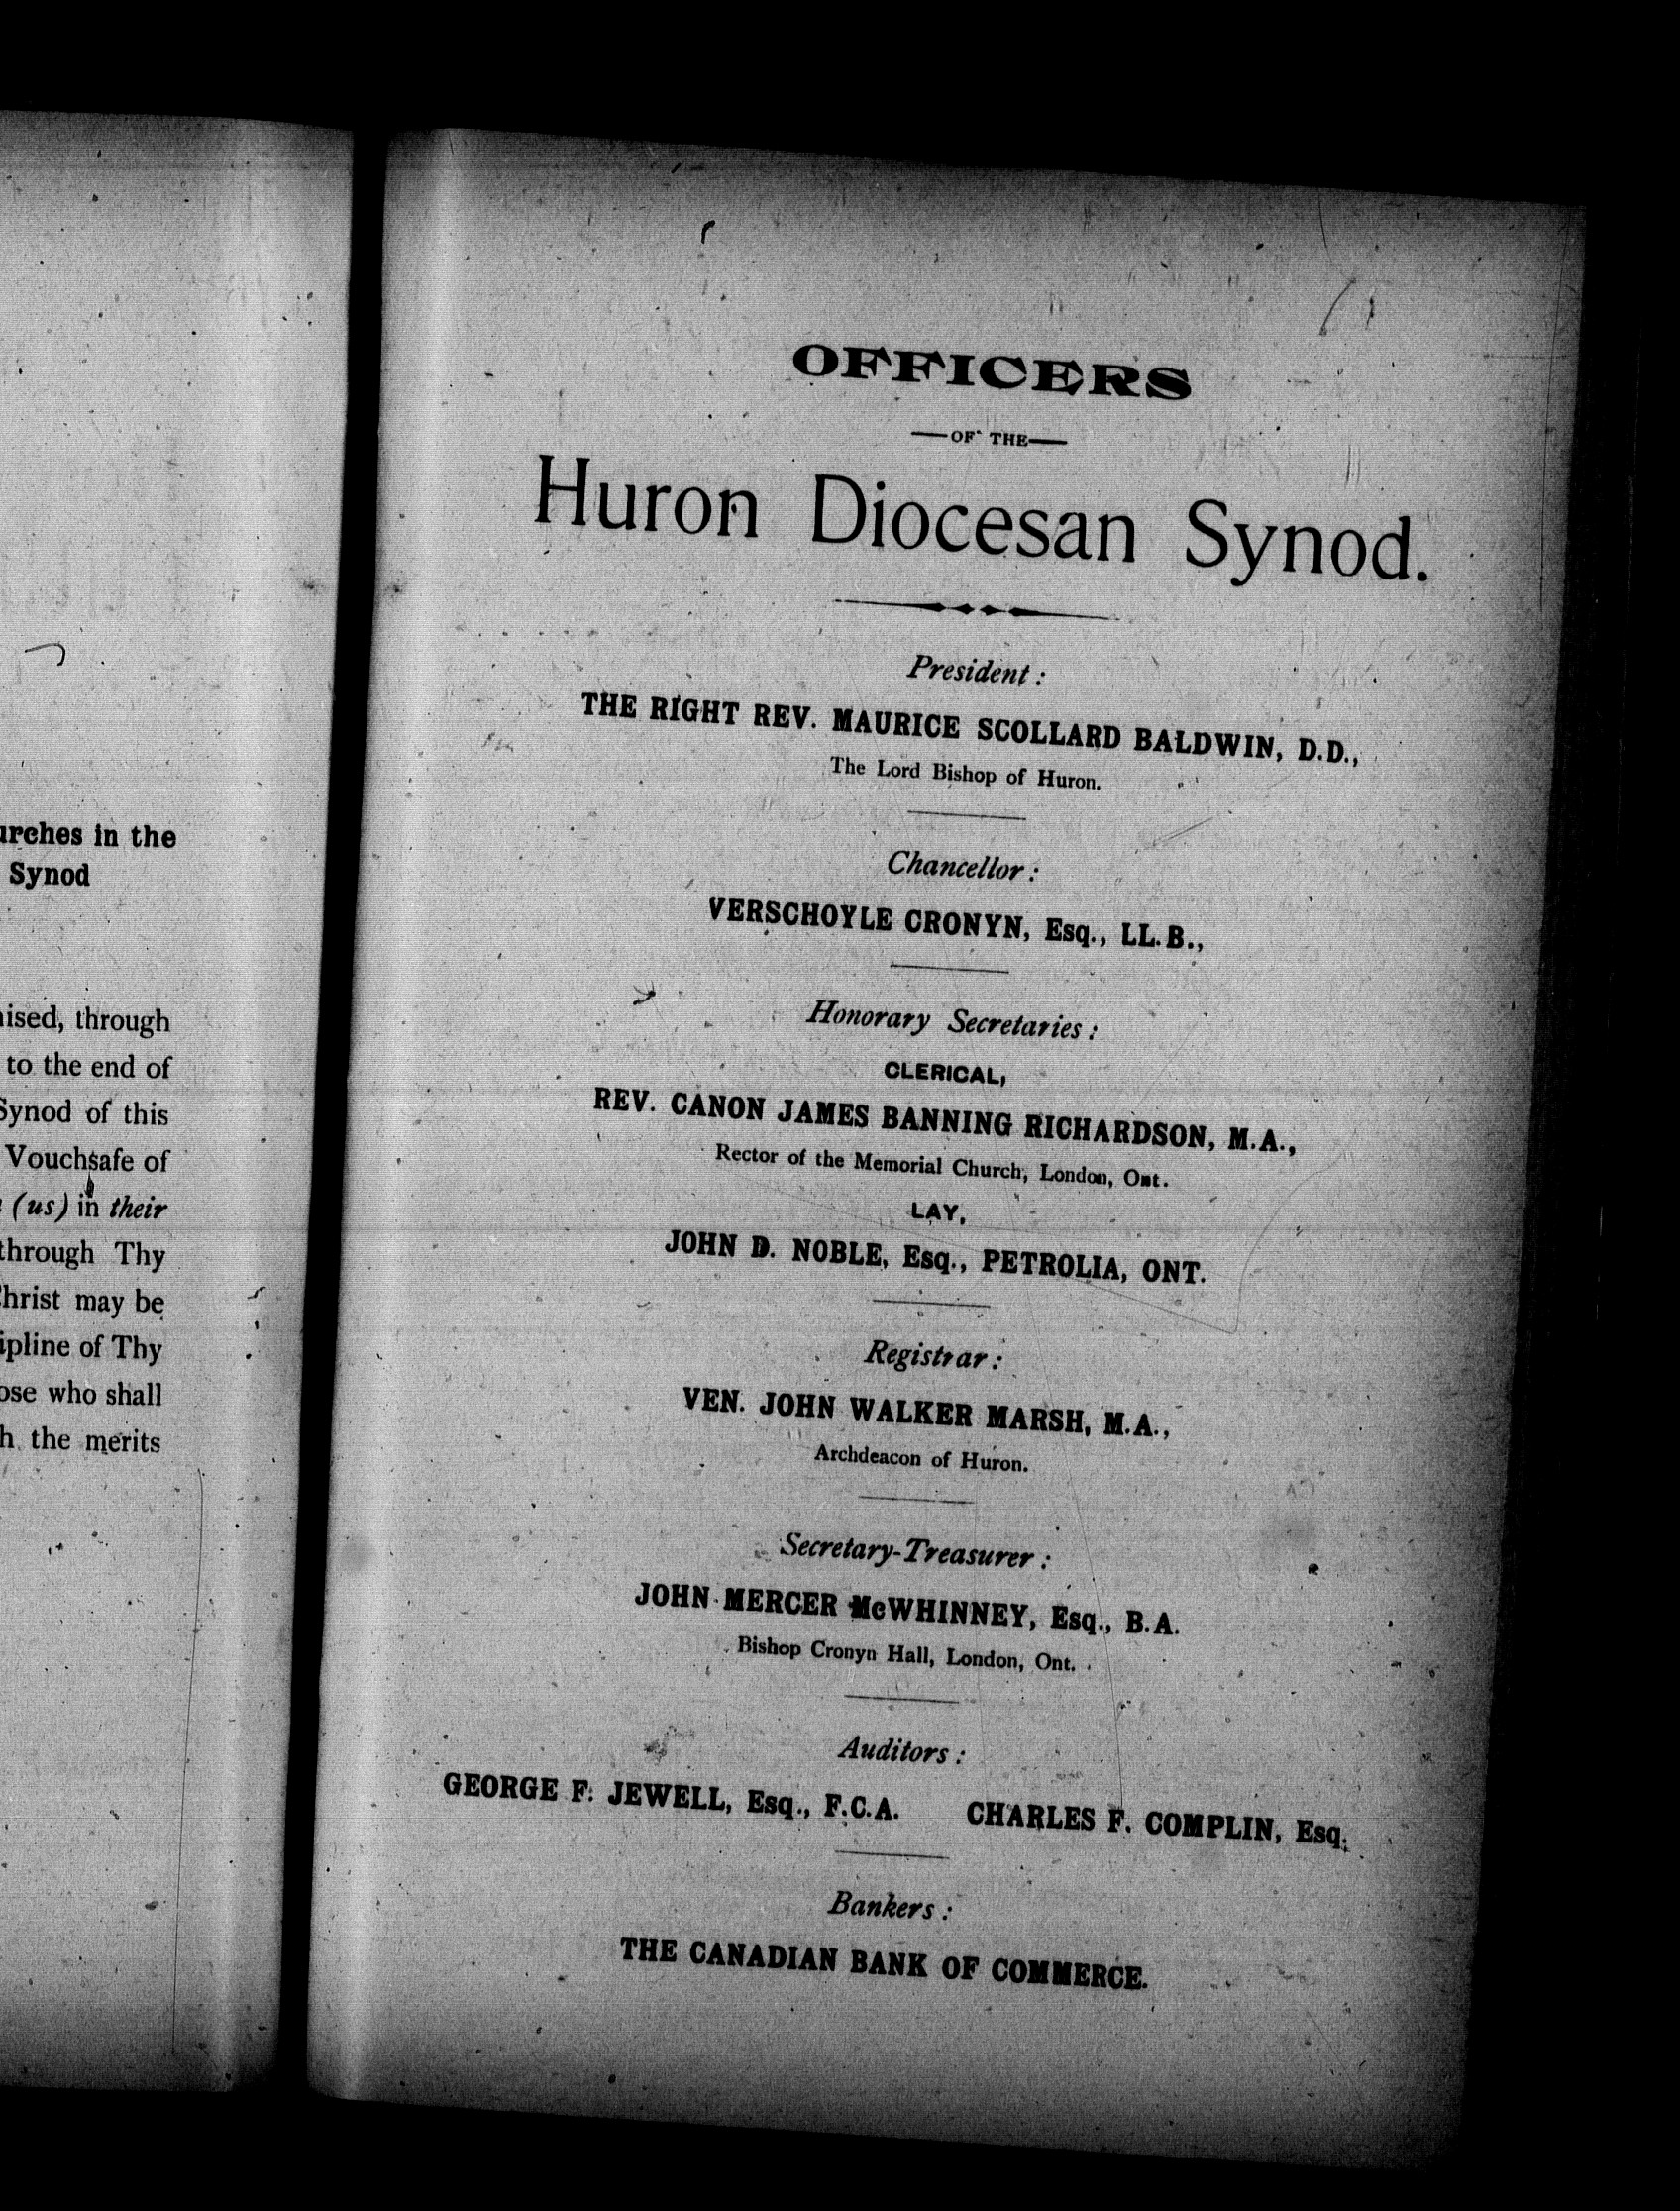 urches in the
Synod
ised, through
to the end of
Synod of this
Vouchsafe of
(us) in their
through Thy
Christ may be
ipline of Thy
ose who shall
h the merits
OFFICERS
—OF THE—
Huron Diocesan Synod.
President :
THE RIGHT REV. MAURICE SCOLLARD BALDWIN, D.D.,
The Lord Bishop of Huron.
Chancellor :
VERSCHOYLE CRONYN, Esq., LL.B.,
Honorary Secretaries :
CLERICAL,
REV. CANON JAMES BANNING RICHARDSON, M.A.,
Rector of the Memorial Church, London, Ont.
LAY,
JOHN D. NOBLE, Esq., PETROLIA, ONT.
Registrar :
VEN. JOHN WALKER MARSH, M.A.,
Archdeacon of Huron.
Secretary-Treasurer :
JOHN MERCER McWHINNEY, Esq., B.A.
Bishop Cronyn Hall, London, Ont.
Auditors :
GEORGE F. JEWELL, Esq., F.C.A. CHARLES F. COMPLIN, Esq.
Bankers :
THE CANADIAN BANK OF COMMERCE.